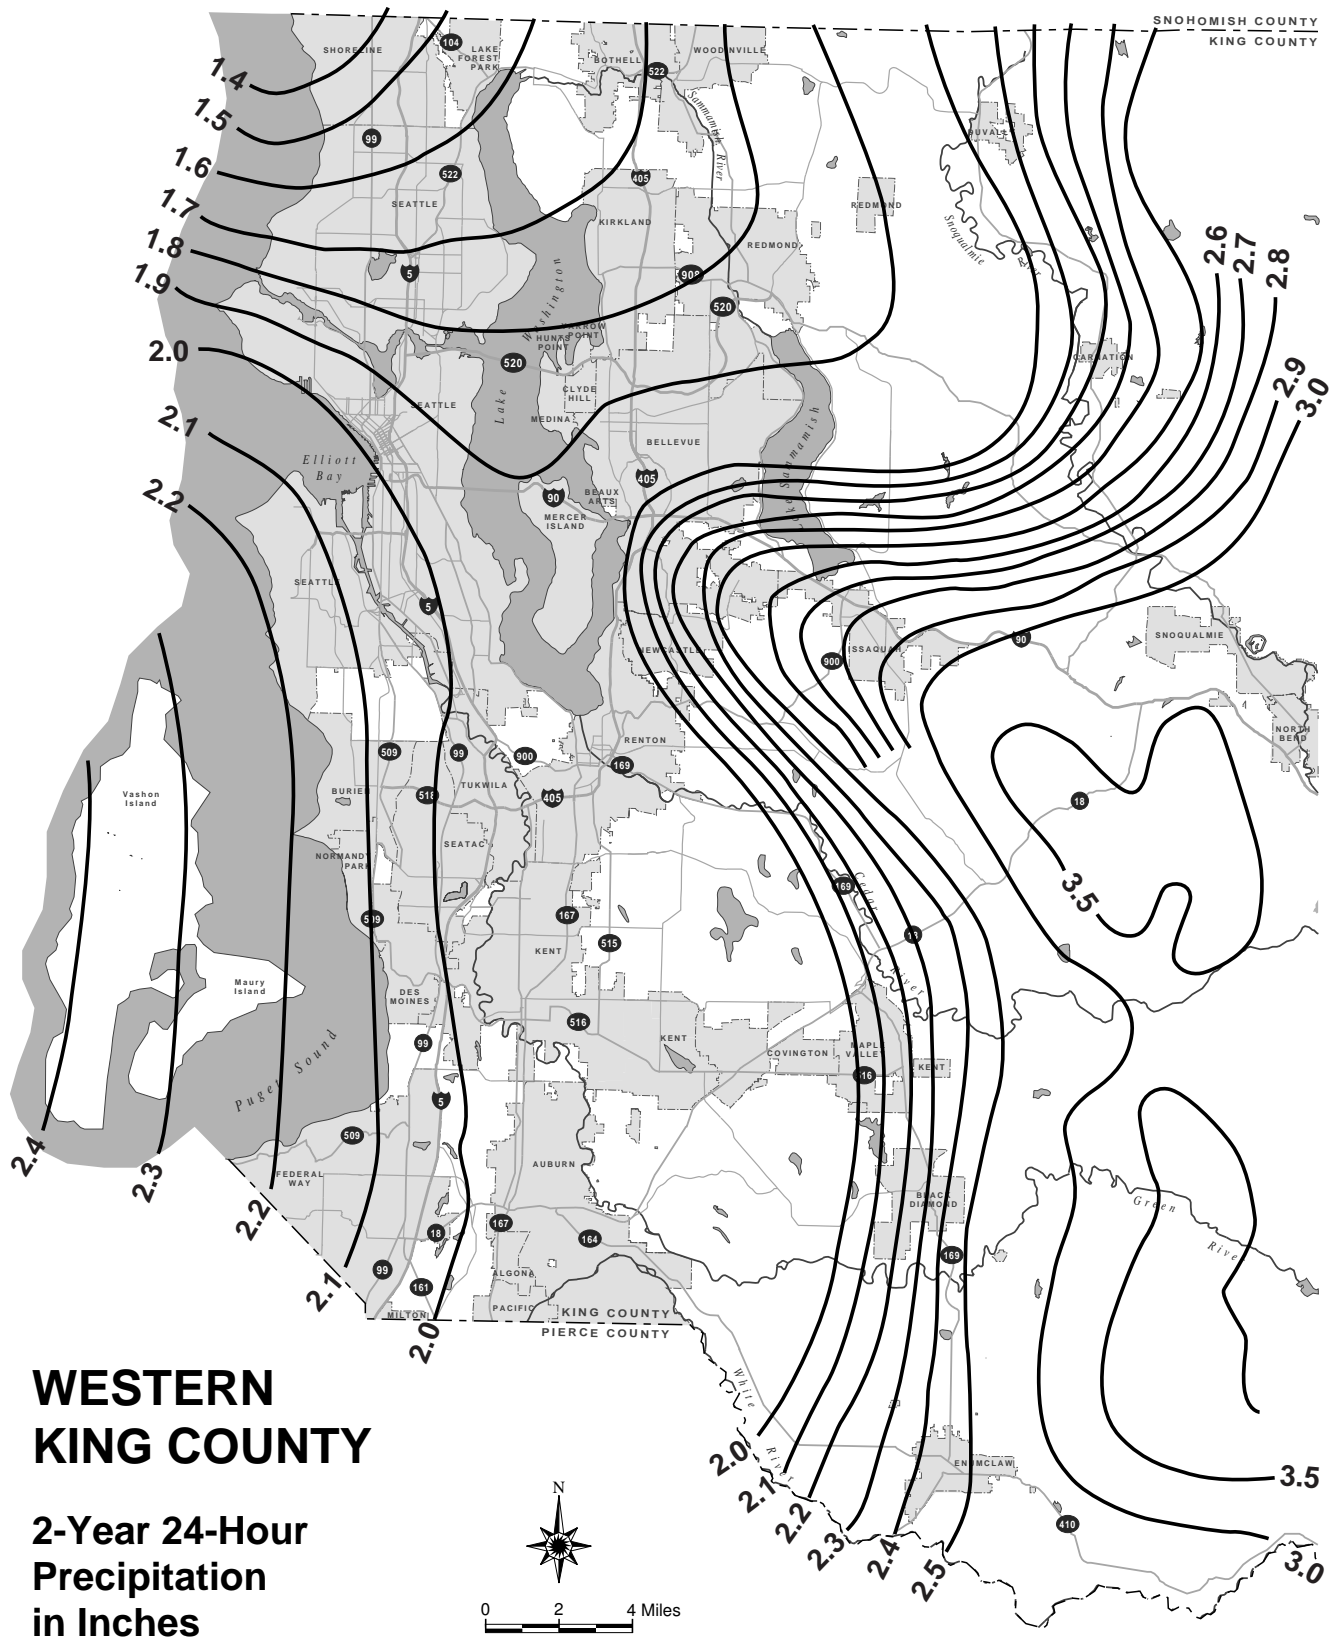 SNOHOMISH COUNTY
KING COUNTY
SHORELINE
104
LAKE
FOREST
PARK
BOTHELL
522
WOODINVILLE
1.4
1.5
1.6
1.7
1.8
1.9
2.0
2.1
2.2
99
522
405
Sammamish River
DUVALL
SEATTLE
KIRKLAND
REDMOND
REDMOND
Snoqualmie
River
2.6
2.7
2.8
2.9
3.0
5
908
520
Lake Washington
YARROW
POINT
HUNTS
POINT
520
CLYDE
HILL
MEDINA
CARNATION
SEATTLE
BELLEVUE
Lake Sammamish
Elliott
Bay
90
405
BEAUX
ARTS
MERCER
ISLAND
SEATTLE
5
NEWCASTLE
900
ISSAQUAH
90
SNOQUALMIE
NORTH
BEND
RENTON
509
99
900
169
TUKWILA
BURIEN
518
405
18
Vashon
Island
SEATAC
NORMANDY
PARK
3.5
169
Cedar
River
509
167
515
18
KENT
Maury
Island
DES
MOINES
516
KENT
COVINGTON
MAPLE
VALLEY
KENT
516
99
Puget Sound
5
509
2.4
2.3
2.2
2.1
2.0
FEDERAL
WAY
AUBURN
BLACK
DIAMOND
Green
River
18
167
164
169
99
161
ALGONA
PACIFIC
MILTON
KING COUNTY
PIERCE COUNTY
White
River
ENUMCLAW
410
2.0
2.1
2.2
2.3
2.4
2.5
3.5
3.0
WESTERN
KING COUNTY
2-Year 24-Hour
Precipitation
in Inches
N
0 2 4 Miles